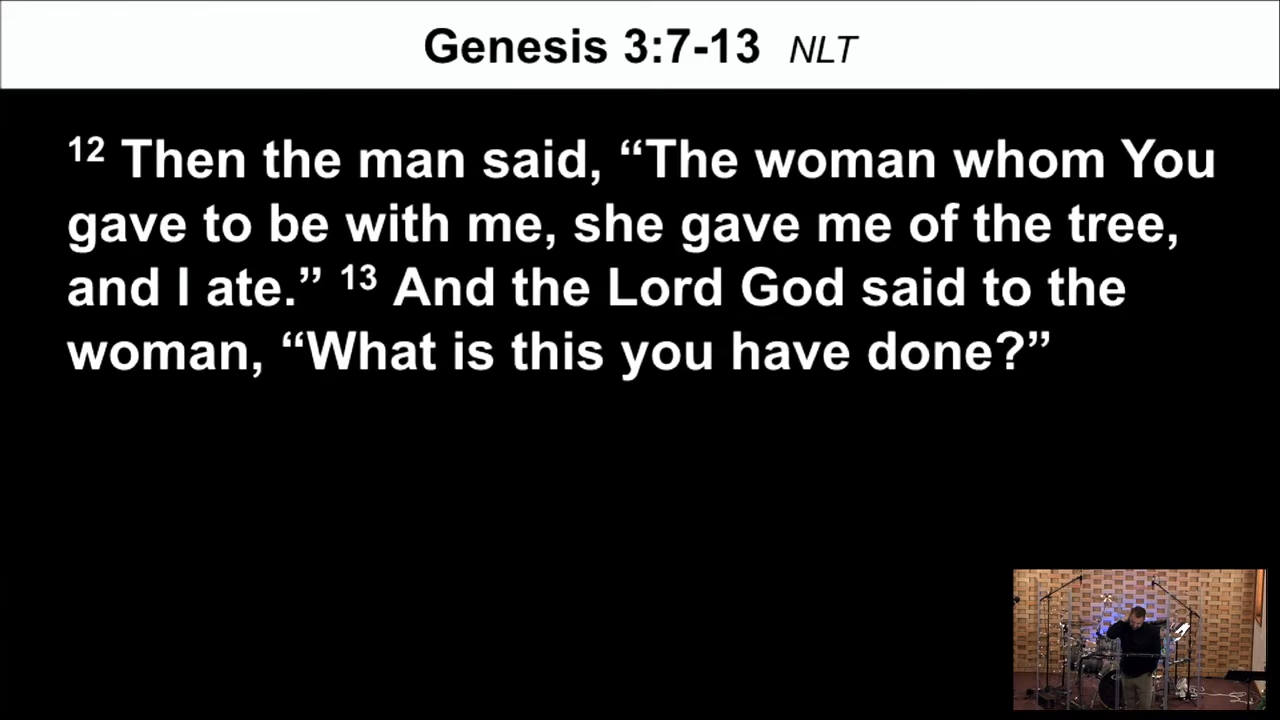 Genesis 3:7-13 NLT
12 Then the man said, “The woman whom You
gave to be with me, she gave me of the tree,
and I ate.” 13 And the Lord God said to the
woman, “What is this you have done?”